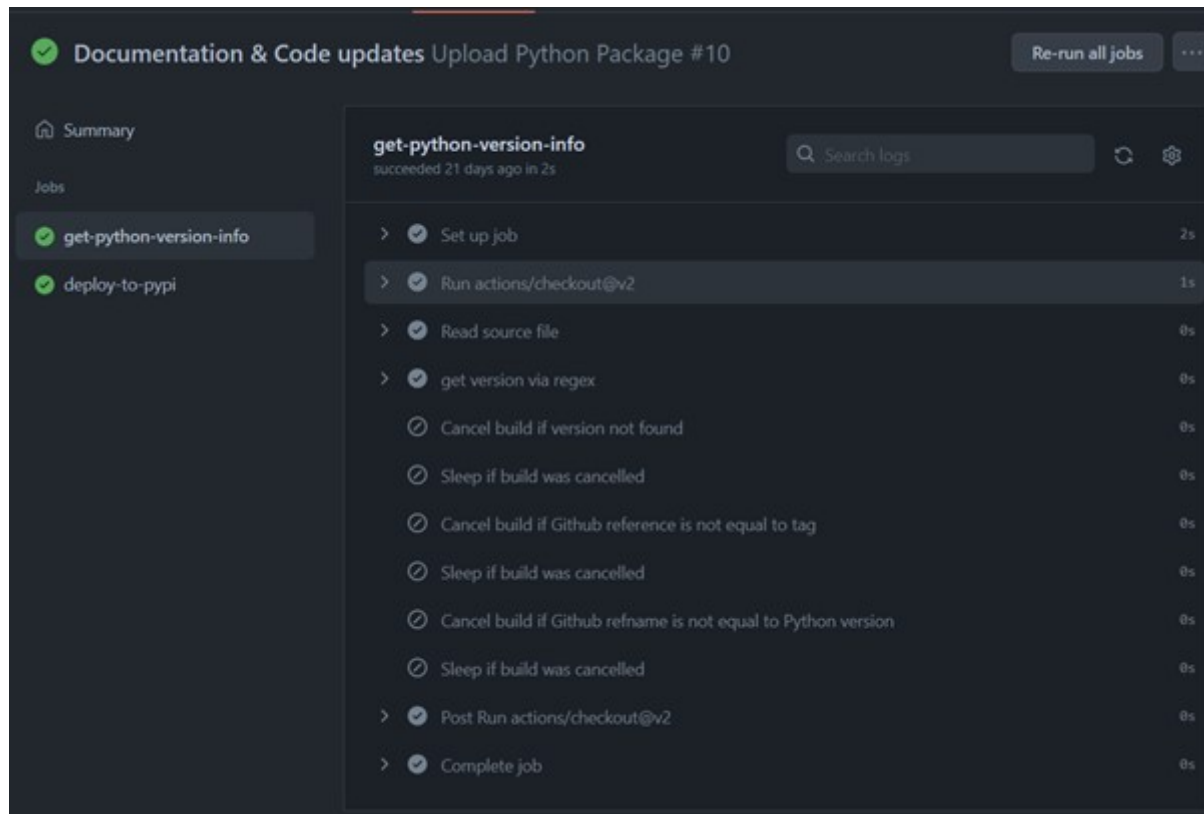 Documentation & Code updates Upload Python Package #10
Re-run all jobs
Summary
Jobs
get-python-version-info
deploy-to-pypi
get-python-version-info
succeeded 21 days ago in 2s
Search logs
Set up job 2s
Run actions/checkout@v2 1s
Read source file 0s
get version via regex 0s
Cancel build if version not found 0s
Sleep if build was cancelled 0s
Cancel build if Github reference is not equal to tag 0s
Sleep if build was cancelled 0s
Cancel build if Github refname is not equal to Python version 0s
Sleep if build was cancelled 0s
Post Run actions/checkout@v2 0s
Complete job 0s